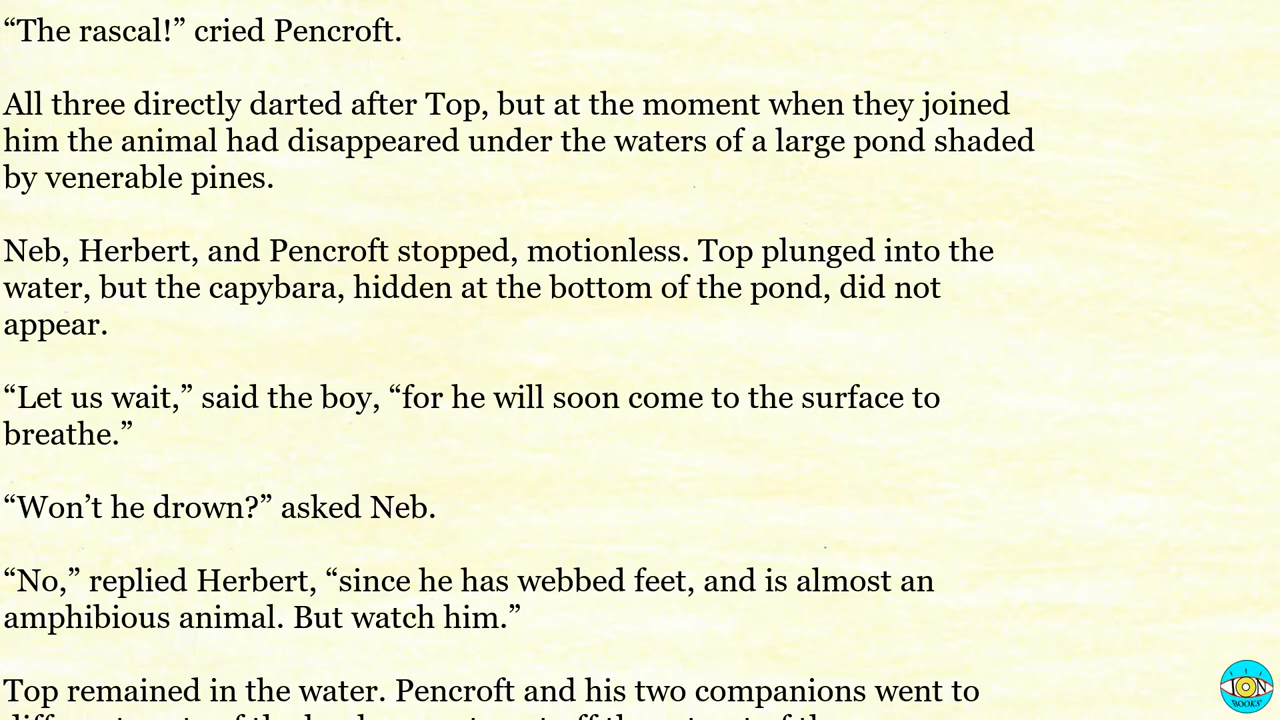 “The rascal!” cried Pencroft.
All three directly darted after Top, but at the moment when they joined
him the animal had disappeared under the waters of a large pond shaded
by venerable pines.
Neb, Herbert, and Pencroft stopped, motionless. Top plunged into the
water, but the capybara, hidden at the bottom of the pond, did not
appear.
“Let us wait,” said the boy, “for he will soon come to the surface to
breathe.”
“Won’t he drown?” asked Neb.
“No,” replied Herbert, “since he has webbed feet, and is almost an
amphibious animal. But watch him.”
Top remained in the water. Pencroft and his two companions went to
ION
BOOKS